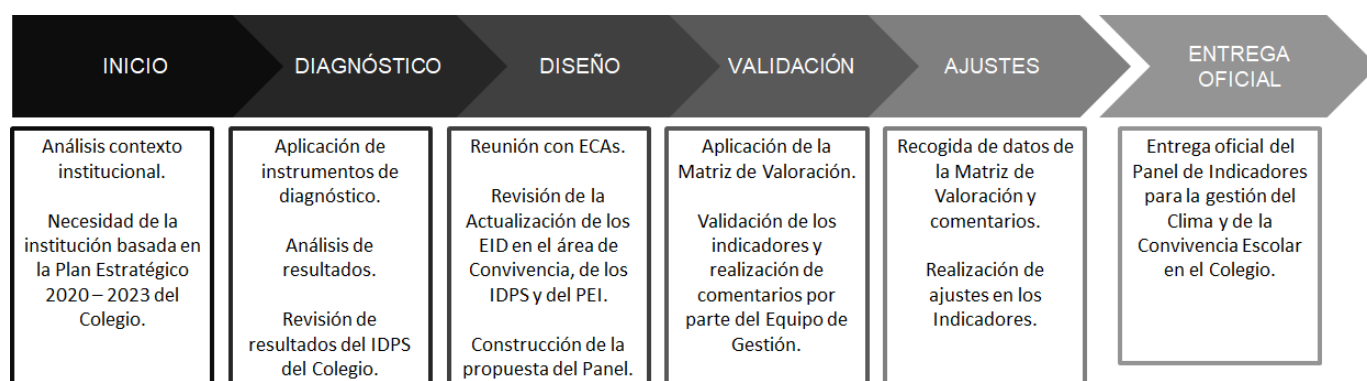 INICIO
DIAGNÓSTICO
DISEÑO
VALIDACIÓN
AJUSTES
ENTREGA
OFICIAL
Análisis contexto
institucional.
Necesidad de la
institución basada en
la Plan Estratégico
2020 – 2023 del
Colegio.
Aplicación de
instrumentos de
diagnóstico.
Análisis de
resultados.
Revisión de
resultados del IDPS
del Colegio.
Reunión con ECAs.
Revisión de la
Actualización de los
EID en el área de
Convivencia, de los
IDPS y del PEI.
Construcción de la
propuesta del Panel.
Aplicación de la
Matriz de Valoración.
Validación de los
indicadores y
realización de
comentarios por
parte del Equipo de
Gestión.
Recogida de datos de
la Matriz de
Valoración y
comentarios.
Realización de
ajustes en los
Indicadores.
Entrega oficial del
Panel de Indicadores
para la gestión del
Clima y de la
Convivencia Escolar
en el Colegio.